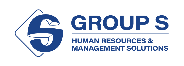 GROUP S
HUMAN RESOURCES &
MANAGEMENT SOLUTIONS